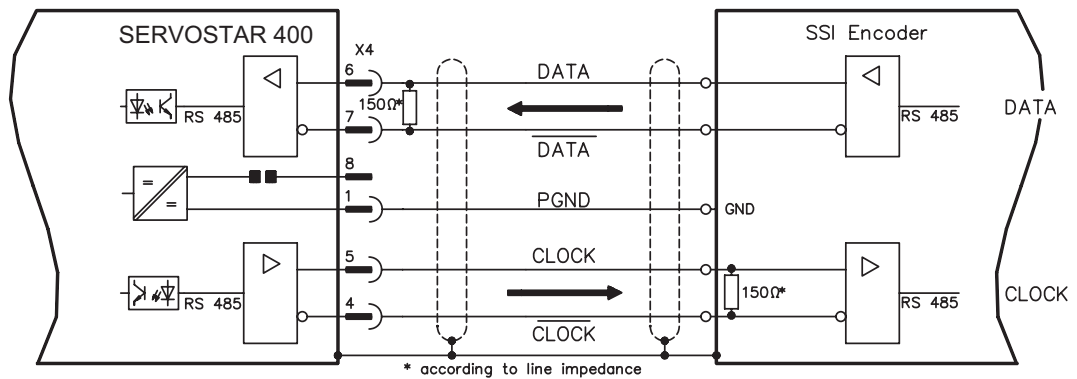 SERVOSTAR 400
X4
SSI Encoder
6
DATA
150Ω*
RS 485
7
DATA
RS 485
DATA
8
=
=
1
PGND
GND
5
CLOCK
RS 485
150Ω*
RS 485
CLOCK
4
CLOCK
* according to line impedance